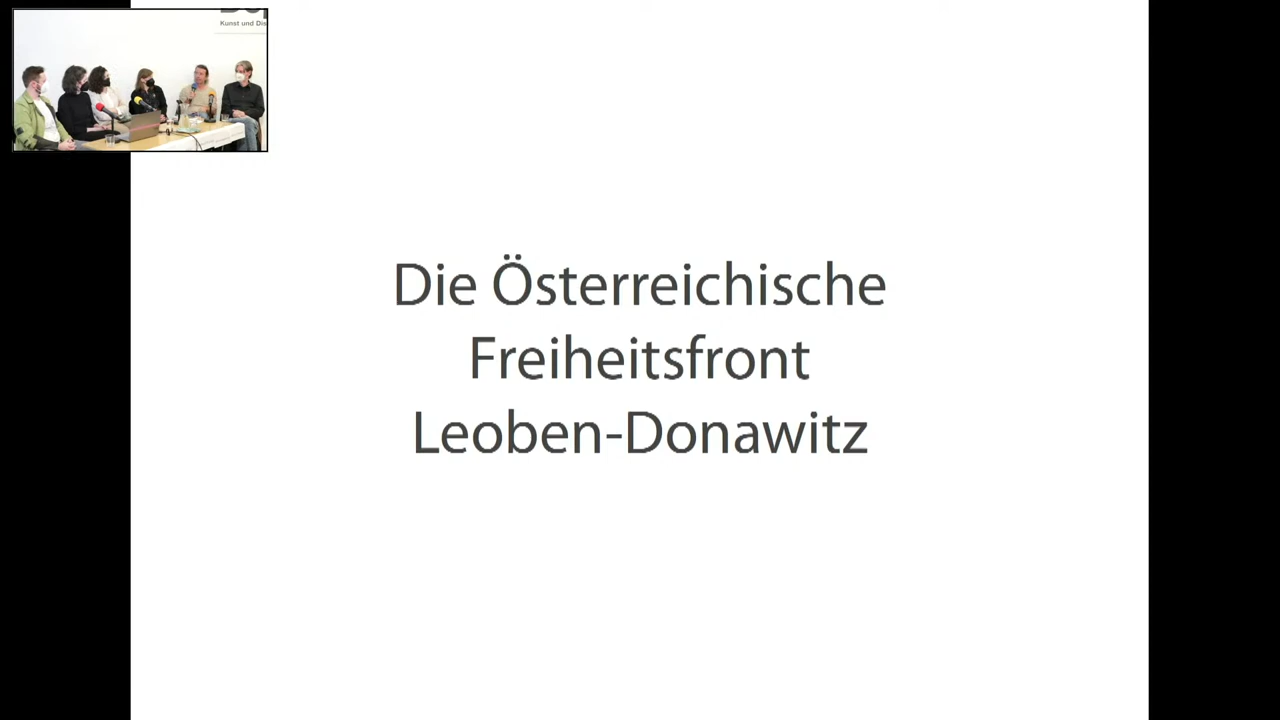 Kunst und Dis
Die Österreichische
Freiheitsfront
Leoben-Donawitz